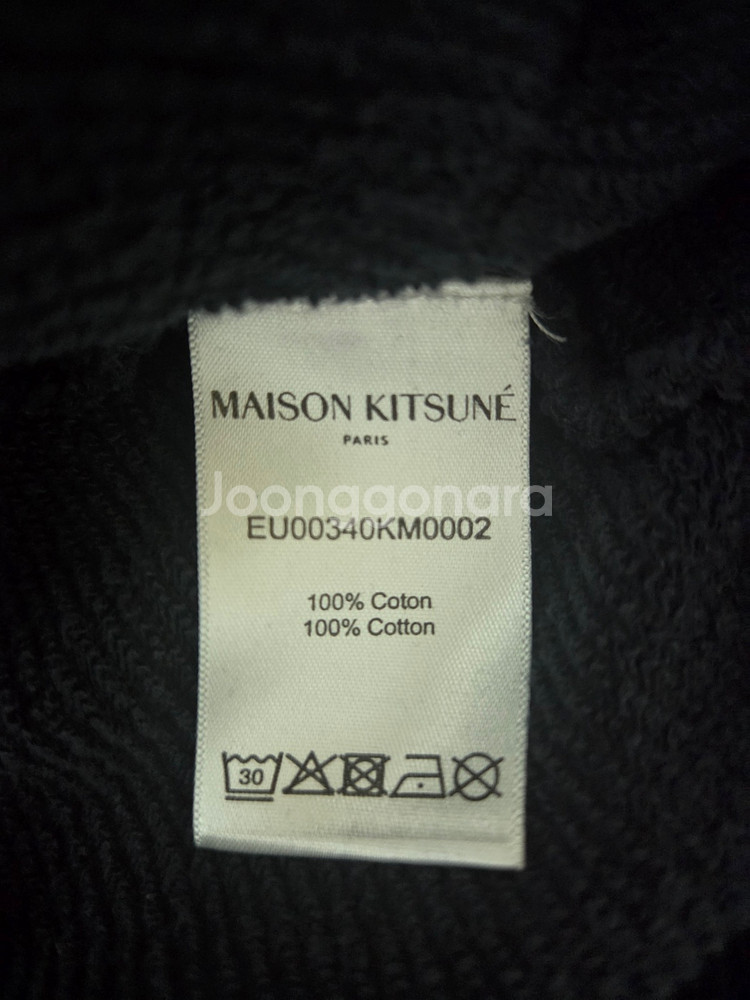 MAISON KITSUNÉ
PARIS
Joonggonara
EU00340KM0002
100% Coton
100% Cotton
30